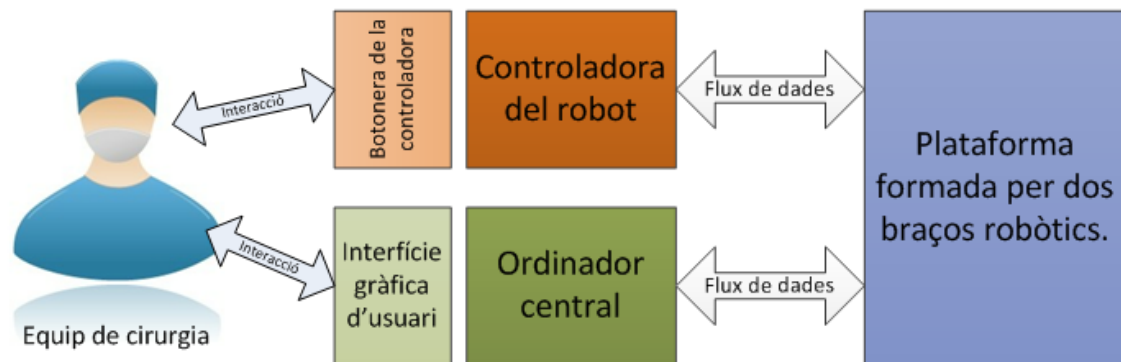 Botonera de la
controladora
Controladora
del robot
Flux de dades
Interacció
Plataforma
formada per dos
braços robòtics.
Interacció
Interfície
gràfica
d'usuari
Ordinador
central
Flux de dades
Equip de cirurgia